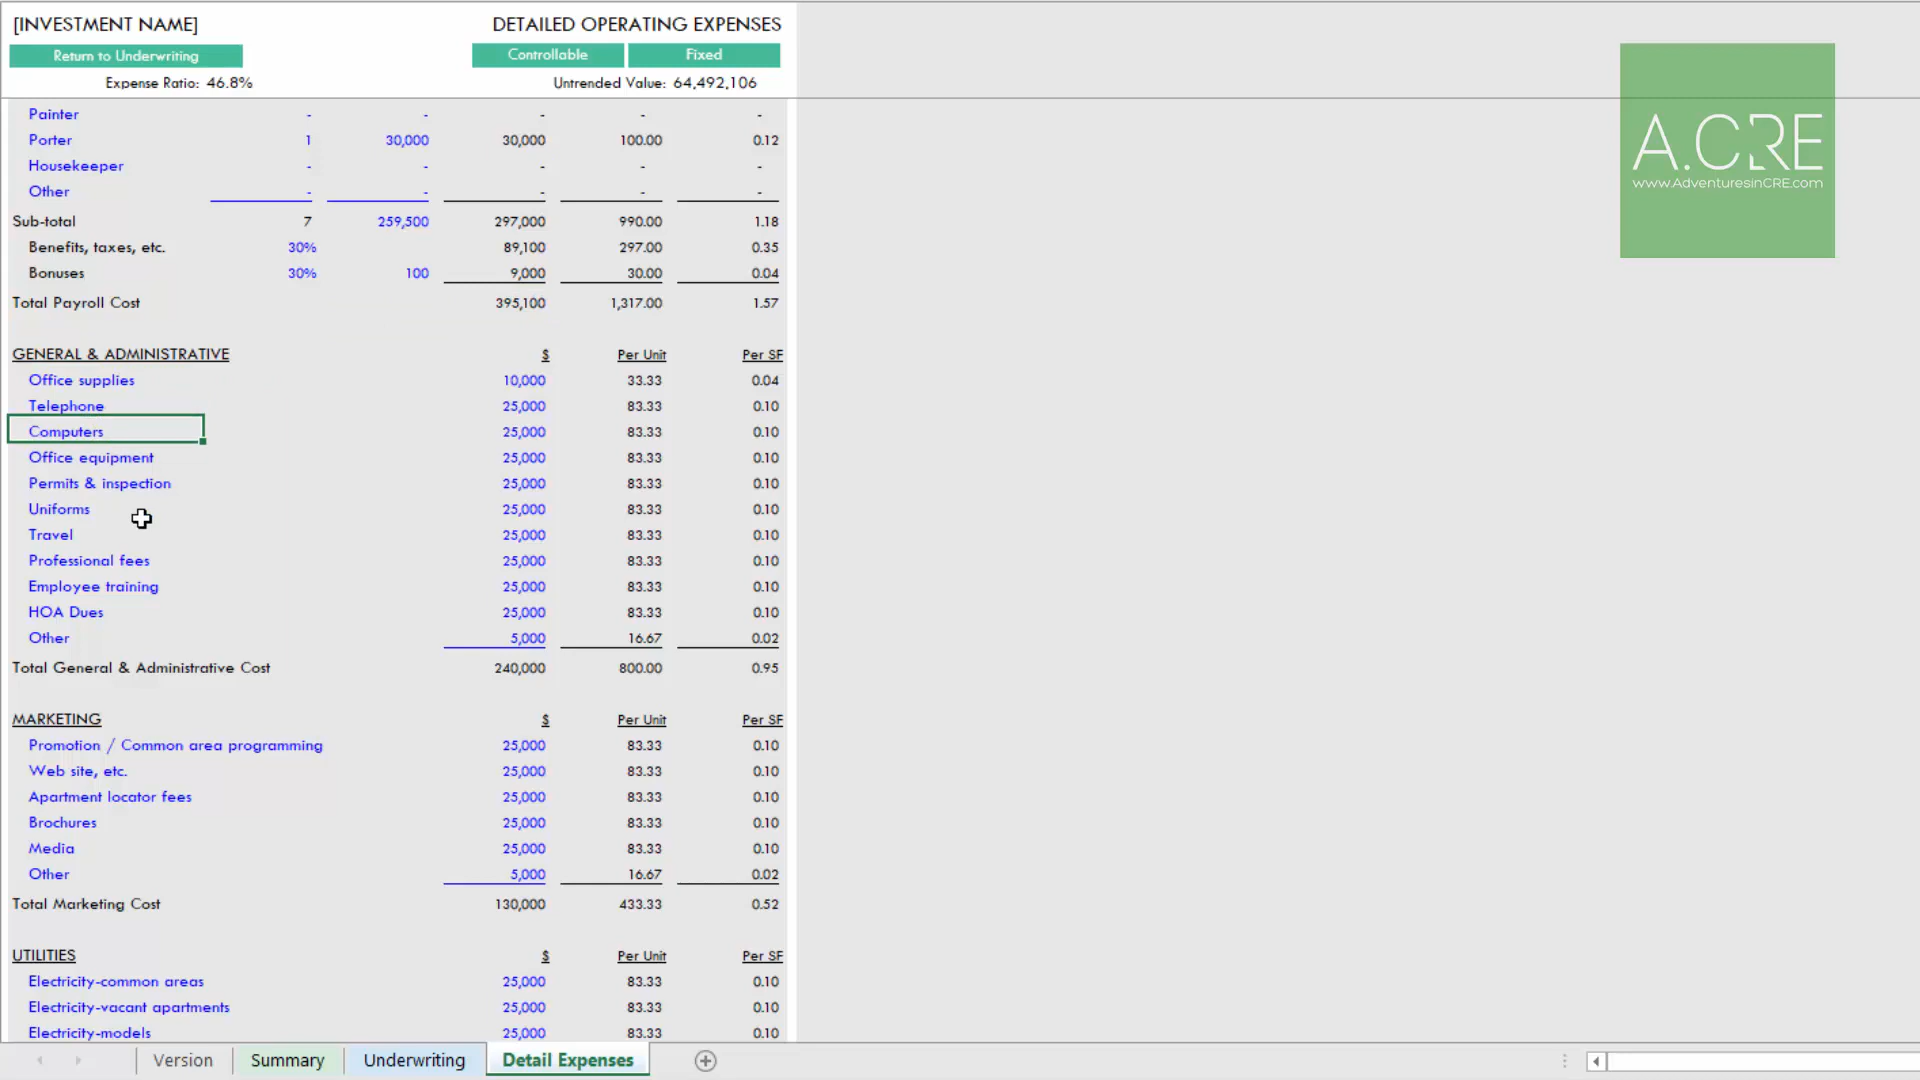 [INVESTMENT NAME] DETAILED OPERATING EXPENSES
Return to Underwriting Controllable Fixed
Expense Ratio: 46.8% Untrended Value: 64,492,106
A.CRE
www.AdventuresinCRE.com
Painter - - - - -
Porter 1 30,000 30,000 100.00 0.12
Housekeeper - - - - -
Other - - - - -
Sub-total 7 259,500 297,000 990.00 1.18
Benefits, taxes, etc. 30% 89,100 297.00 0.35
Bonuses 30% 100 9,000 30.00 0.04
Total Payroll Cost 395,100 1,317.00 1.57
GENERAL & ADMINISTRATIVE $ Per Unit Per SF
Office supplies 10,000 33.33 0.04
Telephone 25,000 83.33 0.10
Computers 25,000 83.33 0.10
Office equipment 25,000 83.33 0.10
Permits & inspection 25,000 83.33 0.10
Uniforms 25,000 83.33 0.10
Travel 25,000 83.33 0.10
Professional fees 25,000 83.33 0.10
Employee training 25,000 83.33 0.10
HOA Dues 25,000 83.33 0.10
Other 5,000 16.67 0.02
Total General & Administrative Cost 240,000 800.00 0.95
MARKETING $ Per Unit Per SF
Promotion / Common area programming 25,000 83.33 0.10
Web site, etc. 25,000 83.33 0.10
Apartment locator fees 25,000 83.33 0.10
Brochures 25,000 83.33 0.10
Media 25,000 83.33 0.10
Other 5,000 16.67 0.02
Total Marketing Cost 130,000 433.33 0.52
UTILITIES $ Per Unit Per SF
Electricity-common areas 25,000 83.33 0.10
Electricity-vacant apartments 25,000 83.33 0.10
Electricity-models 25,000 83.33 0.10
Version Summary Underwriting Detail Expenses